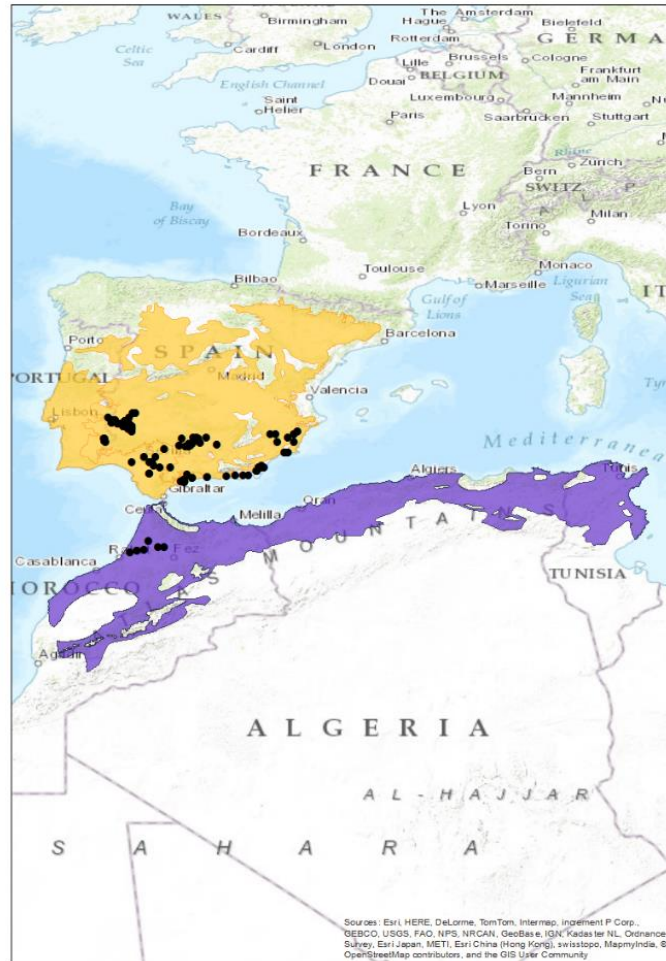 The Amsterdam
WALES
Birmingham
Hague
Bielefeld
Rotterdam
Celtic
Sea
Cardiff
London
GERMA
Lille
Brussels
Cologne
Douai
BELGIUM
English Channel
Frankfurt
am Main
Saint
Helier
Luxembourg
Mannheim
Paris
Saarbrucken
Stuttgart
Rhine
FRANCE
Zurich
Bern
SWITZ.
Bay
of Biscay
Lyon
Milan
Torino
Bordeaux
Monaco
Toulouse
Marseille
Ligurian
Sea
Bilbao
Gulf of
Lions
IT
Porto
Barcelona
SPAIN
Madrid
PORTUGAL
Valencia
Lisbon
Mediterranea
Algiers
Tunis
Gibraltar
Oran
Melilla
Casablanca
Fez
MOROCCO
ATLAS MOUNTAINS
TUNISIA
ALGERIA
AL-HAJJAR
SAHARA
Sources: Esri, HERE, DeLorme, TomTom, Intermap, increment P Corp.,
GEBCO, USGS, FAO, NPS, NRCAN, GeoBase, IGN, Kadaster NL, Ordnance
Survey, Esri Japan, METI, Esri China (Hong Kong), swisstopo, MapmyIndia, ©
OpenStreetMap contributors, and the GIS User Community